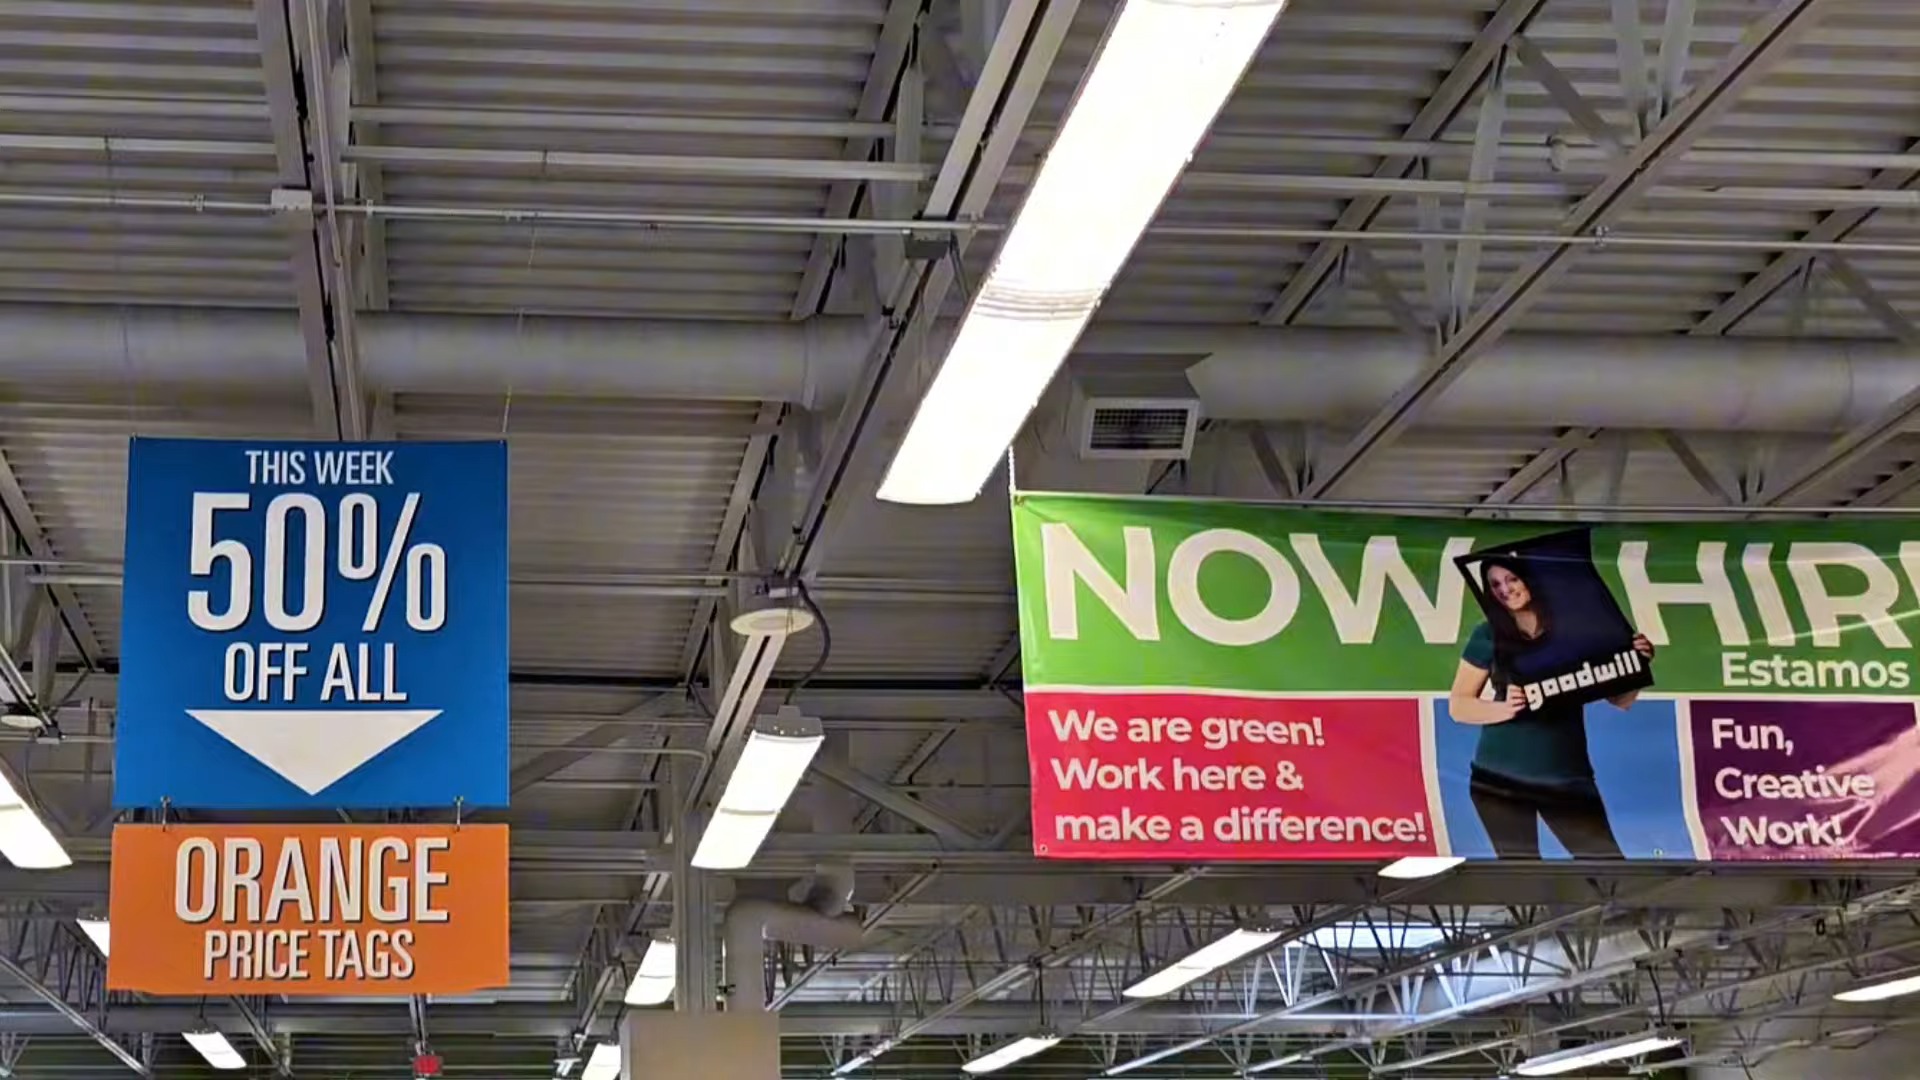 THIS WEEK
50%
OFF ALL
ORANGE
PRICE TAGS
NOW HIRI
Estamos
goodwill
We are green!
Work here &
make a difference!
Fun,
Creative
Work!